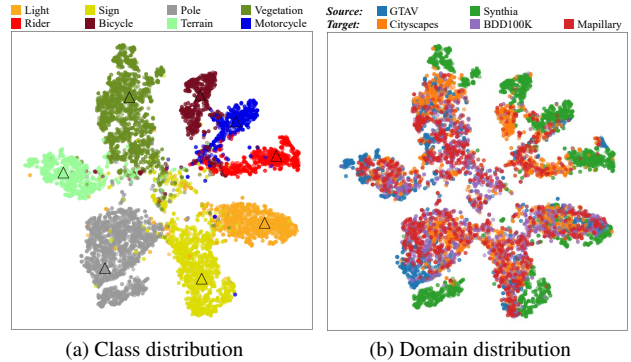 Light Sign Pole Vegetation
Rider Bicycle Terrain Motorcycle
Source: GTAV Synthia
Target: Cityscapes BDD100K Mapillary
(a) Class distribution
(b) Domain distribution